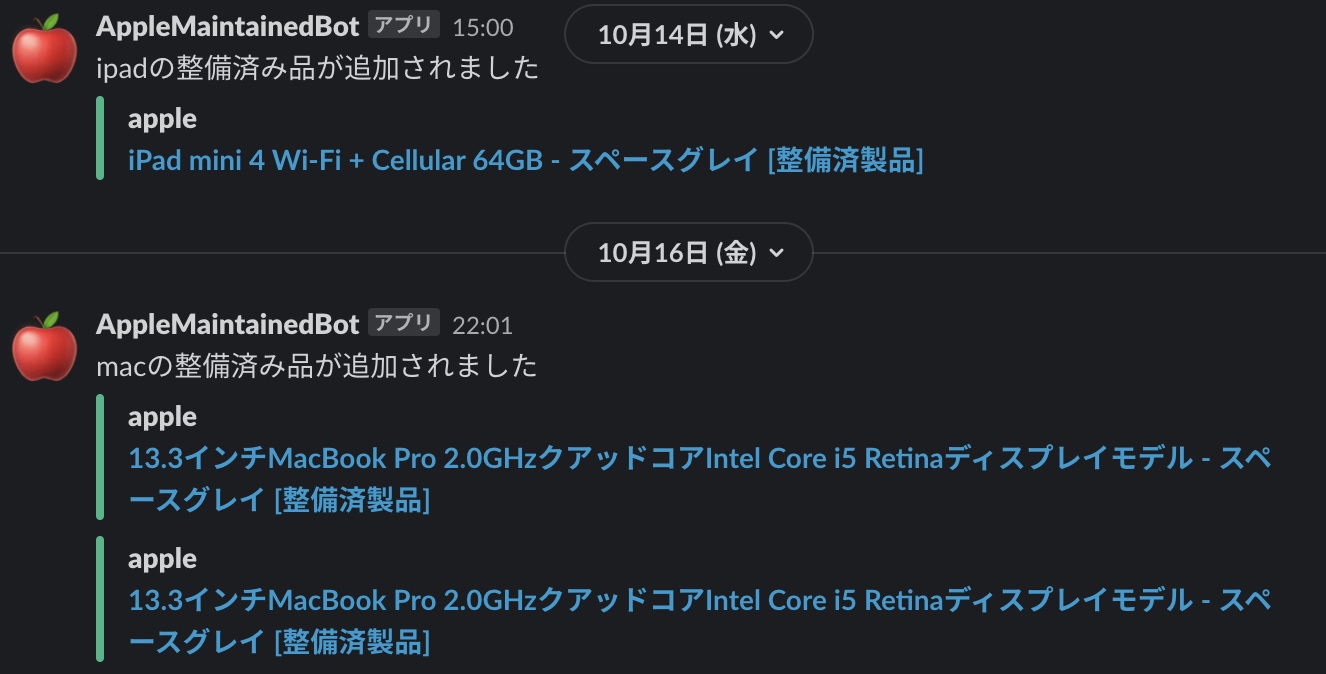 AppleMaintainedBot アプリ 15:00
10月14日 (水)
ipadの整備済み品が追加されました
apple
iPad mini 4 Wi-Fi + Cellular 64GB - スペースグレイ [整備済製品]
10月16日 (金)
AppleMaintainedBot アプリ 22:01
macの整備済み品が追加されました
apple
13.3インチMacBook Pro 2.0GHzクアッドコアIntel Core i5 Retinaディスプレイモデル - スペ
ースグレイ [整備済製品]
apple
13.3インチMacBook Pro 2.0GHzクアッドコアIntel Core i5 Retinaディスプレイモデル - スペ
ースグレイ [整備済製品]